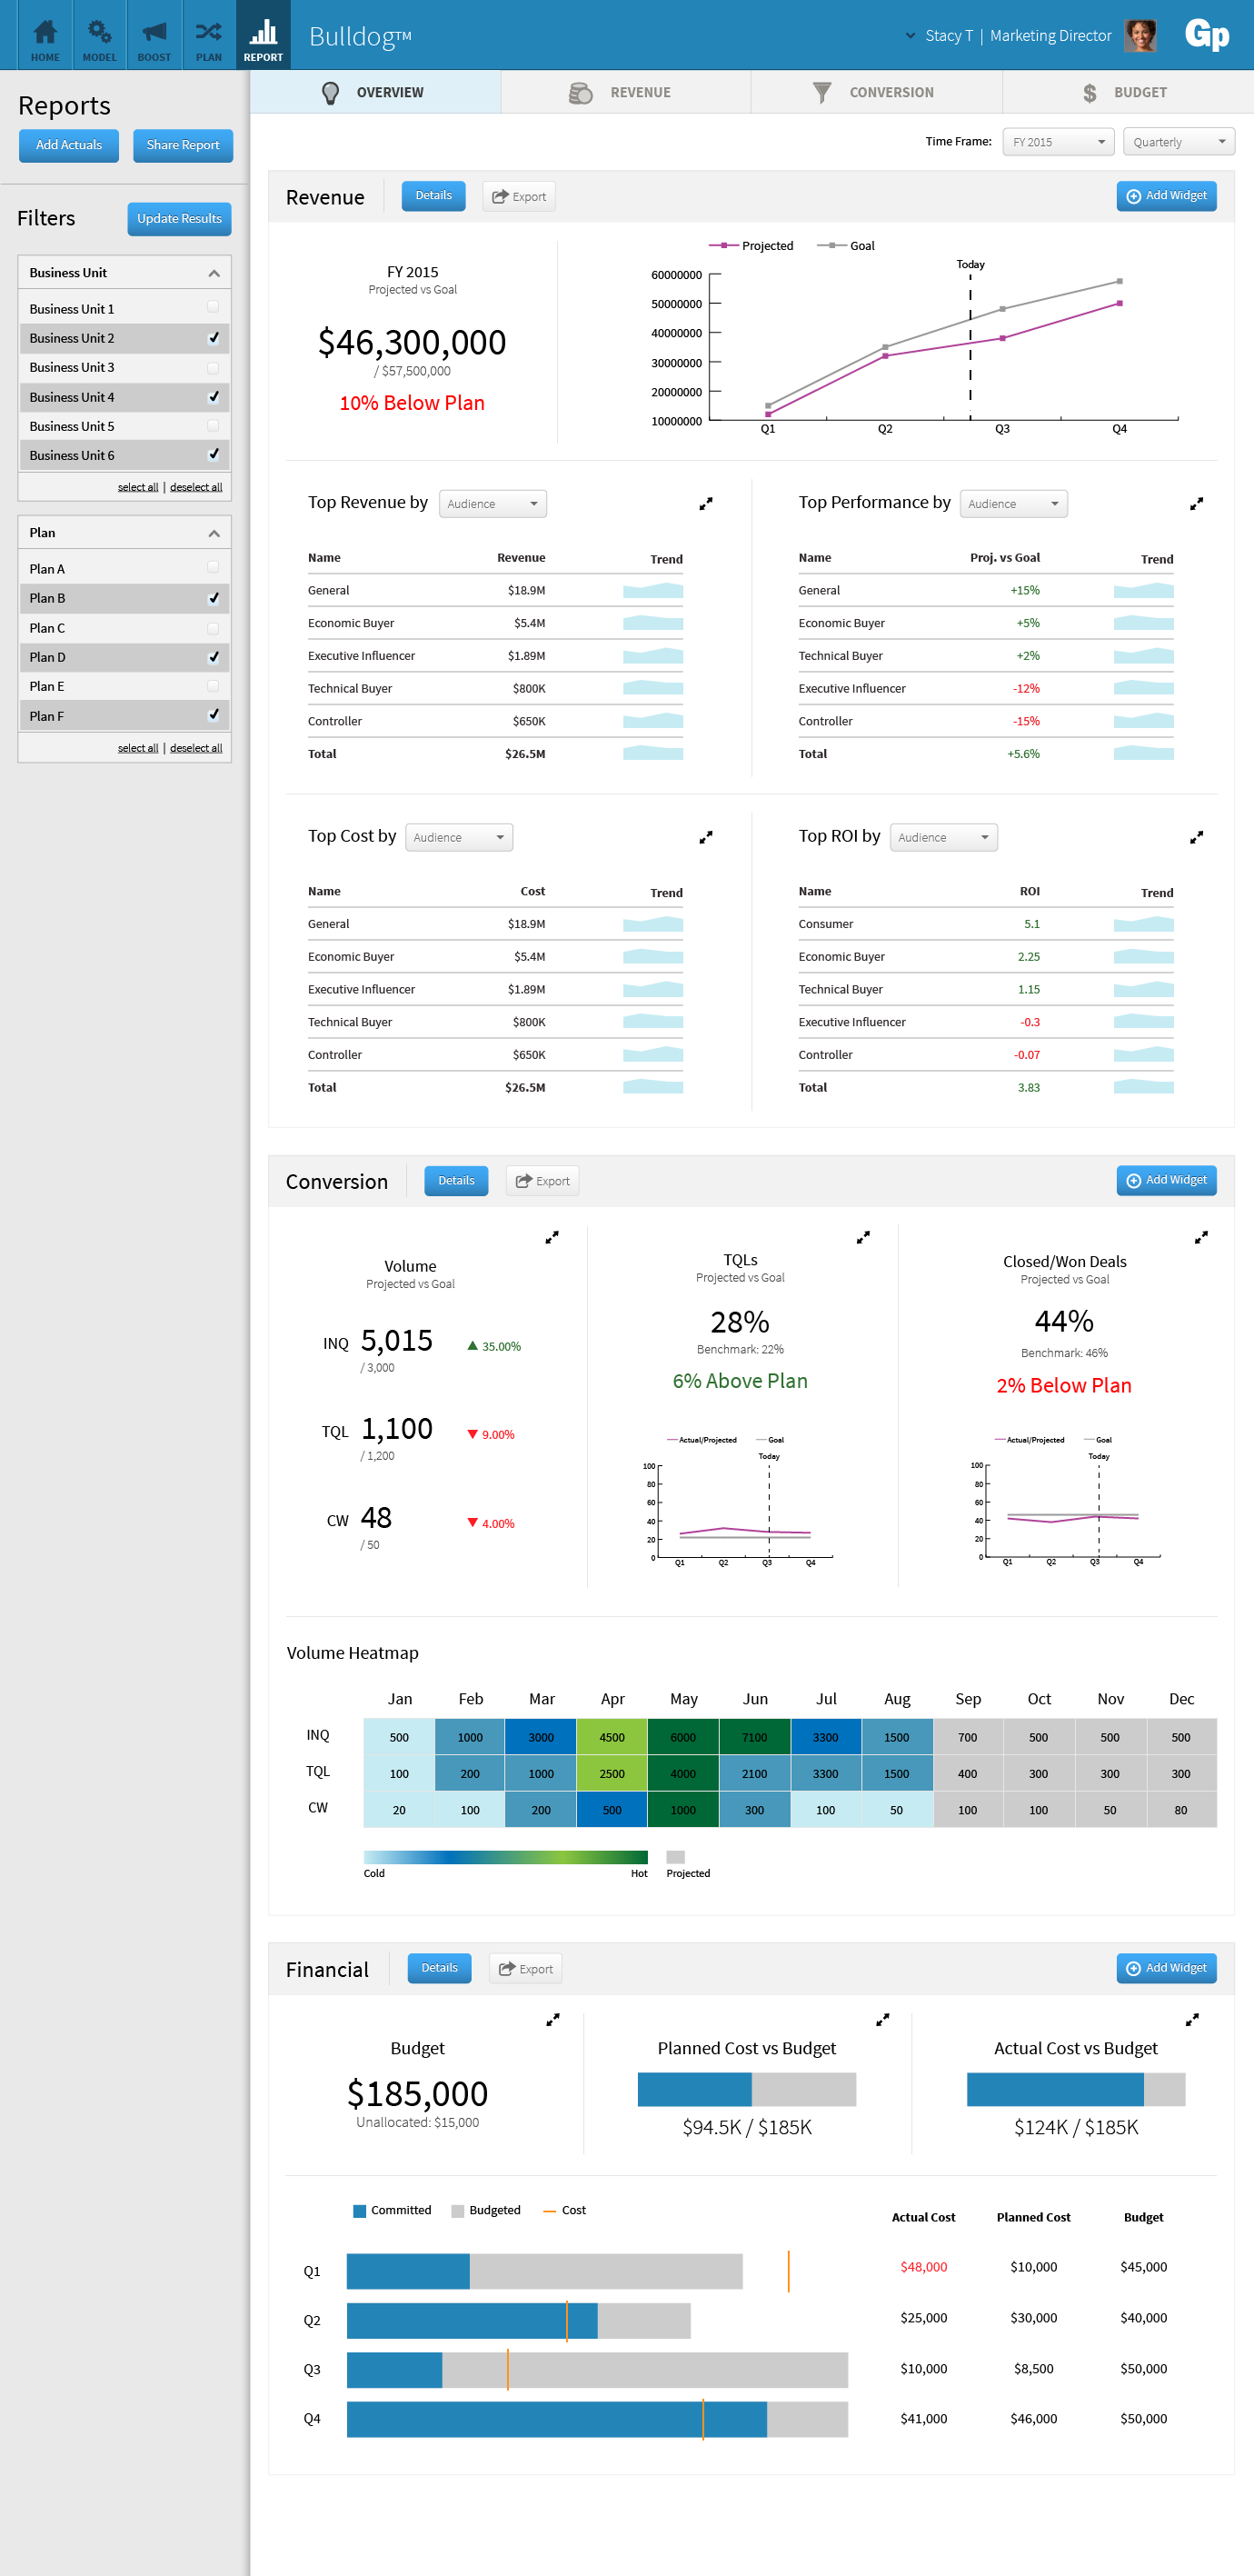 HOME MODEL BOOST PLAN REPORT Bulldog™ Stacy T | Marketing Director Gp
OVERVIEW REVENUE CONVERSION $ BUDGET
Reports
Add Actuals Share Report
Filters Update Results
Business Unit
Business Unit 1
Business Unit 2
Business Unit 3
Business Unit 4
Business Unit 5
Business Unit 6
select all | deselect all
Plan
Plan A
Plan B
Plan C
Plan D
Plan E
Plan F
select all | deselect all
Time Frame: FY 2015 Quarterly
Revenue Details Export Add Widget
FY 2015
Projected vs Goal
$46,300,000
/ $57,500,000
10% Below Plan
Projected Goal
Today
60000000
50000000
40000000
30000000
20000000
10000000
Q1 Q2 Q3 Q4
Top Revenue by Audience
Name Revenue Trend
General $18.9M
Economic Buyer $5.4M
Executive Influencer $1.89M
Technical Buyer $800K
Controller $650K
Total $26.5M
Top Performance by Audience
Name Proj. vs Goal Trend
General +15%
Economic Buyer +5%
Technical Buyer +2%
Executive Influencer -12%
Controller -15%
Total +5.6%
Top Cost by Audience
Name Cost Trend
General $18.9M
Economic Buyer $5.4M
Executive Influencer $1.89M
Technical Buyer $800K
Controller $650K
Total $26.5M
Top ROI by Audience
Name ROI Trend
Consumer 5.1
Economic Buyer 2.25
Technical Buyer 1.15
Executive Influencer -0.3
Controller -0.07
Total 3.83
Conversion Details Export Add Widget
Volume
Projected vs Goal
INQ 5,015 35.00%
/ 3,000
TQL 1,100 9.00%
/ 1,200
CW 48 4.00%
/ 50
TQLs
Projected vs Goal
28%
Benchmark: 22%
6% Above Plan
Actual/Projected Goal
Today
100
80
60
40
20
0
Q1 Q2 Q3 Q4
Closed/Won Deals
Projected vs Goal
44%
Benchmark: 46%
2% Below Plan
Actual/Projected Goal
Today
100
80
60
40
20
0
Q1 Q2 Q3 Q4
Volume Heatmap
Jan Feb Mar Apr May Jun Jul Aug Sep Oct Nov Dec
INQ 500 1000 3000 4500 6000 7100 3300 1500 700 500 500 500
TQL 100 200 1000 2500 4000 2100 3300 1500 400 300 300 300
CW 20 100 200 500 1000 300 100 50 100 100 50 80
Cold Hot Projected
Financial Details Export Add Widget
Budget
$185,000
Unallocated: $15,000
Planned Cost vs Budget
$94.5K / $185K
Actual Cost vs Budget
$124K / $185K
Committed Budgeted Cost
Actual Cost Planned Cost Budget
Q1 $48,000 $10,000 $45,000
Q2 $25,000 $30,000 $40,000
Q3 $10,000 $8,500 $50,000
Q4 $41,000 $46,000 $50,000